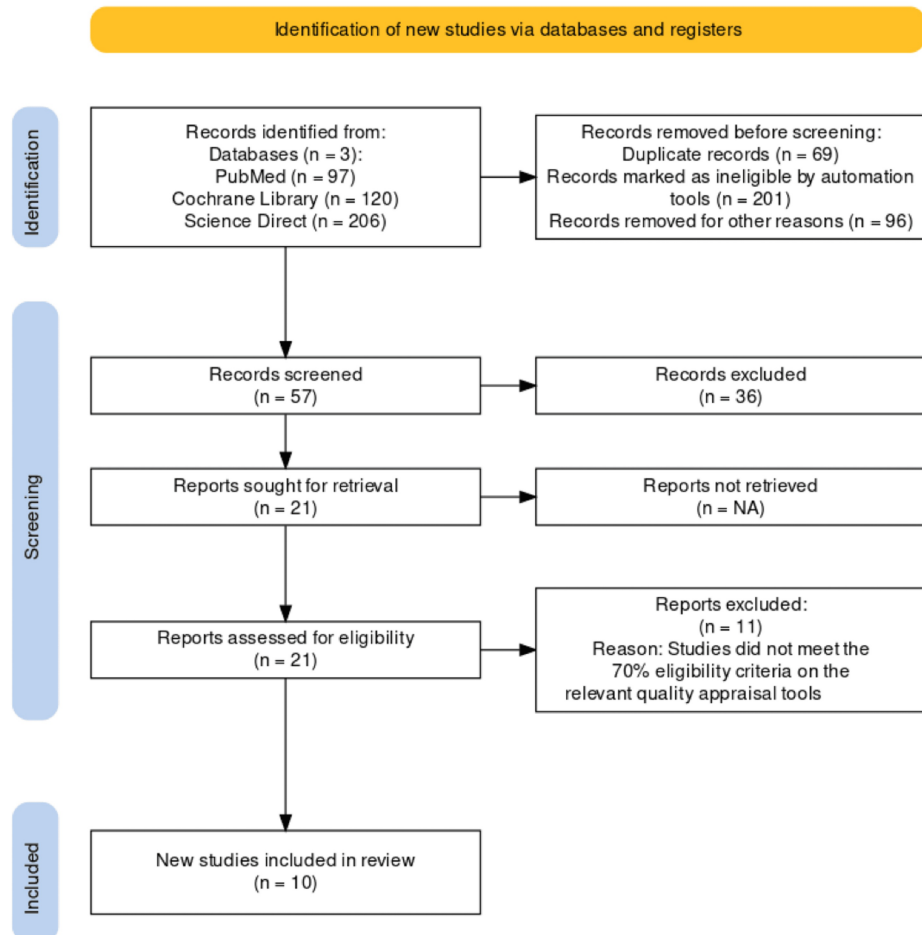 Identification of new studies via databases and registers
Identification
Records identified from:
Databases (n = 3):
PubMed (n = 97)
Cochrane Library (n = 120)
Science Direct (n = 206)
Records removed before screening:
Duplicate records (n = 69)
Records marked as ineligible by automation
tools (n = 201)
Records removed for other reasons (n = 96)
Screening
Records screened
(n = 57)
Records excluded
(n = 36)
Reports sought for retrieval
(n = 21)
Reports not retrieved
(n = NA)
Reports assessed for eligibility
(n = 21)
Reports excluded:
(n = 11)
Reason: Studies did not meet the
70% eligibility criteria on the
relevant quality appraisal tools
Included
New studies included in review
(n = 10)